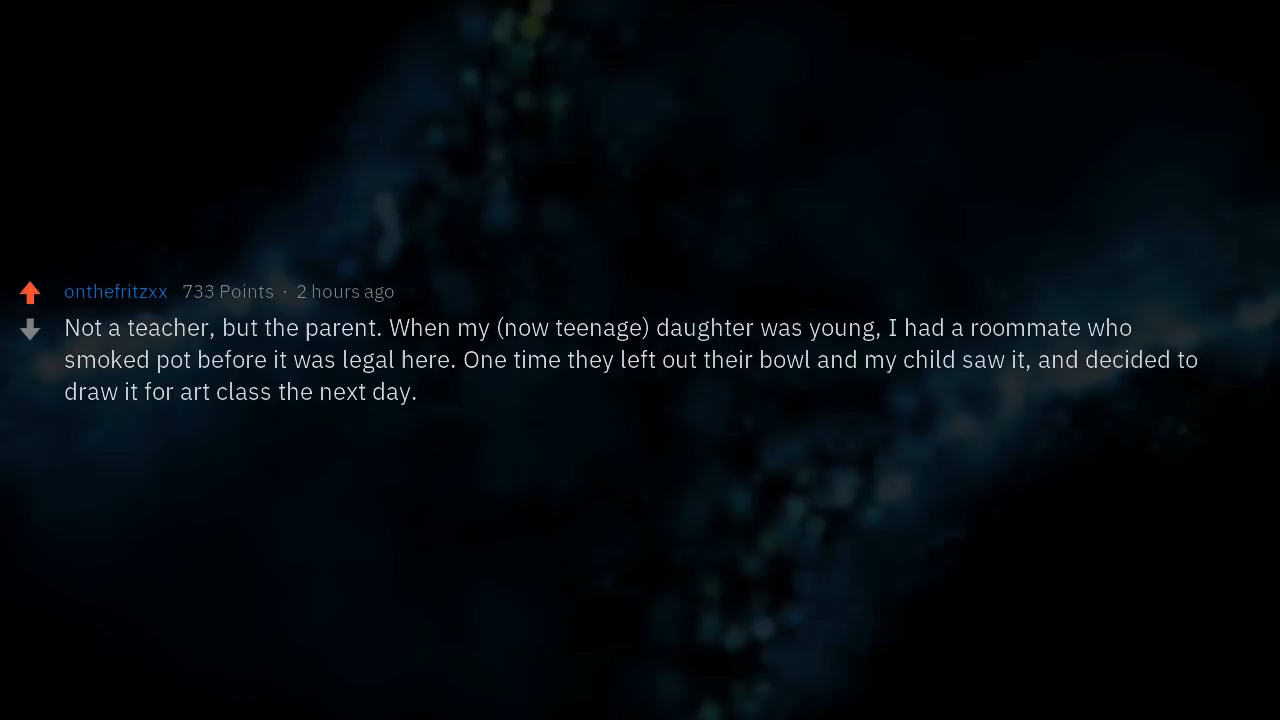 onthefritzxx 733 Points · 2 hours ago
Not a teacher, but the parent. When my (now teenage) daughter was young, I had a roommate who
smoked pot before it was legal here. One time they left out their bowl and my child saw it, and decided to
draw it for art class the next day.